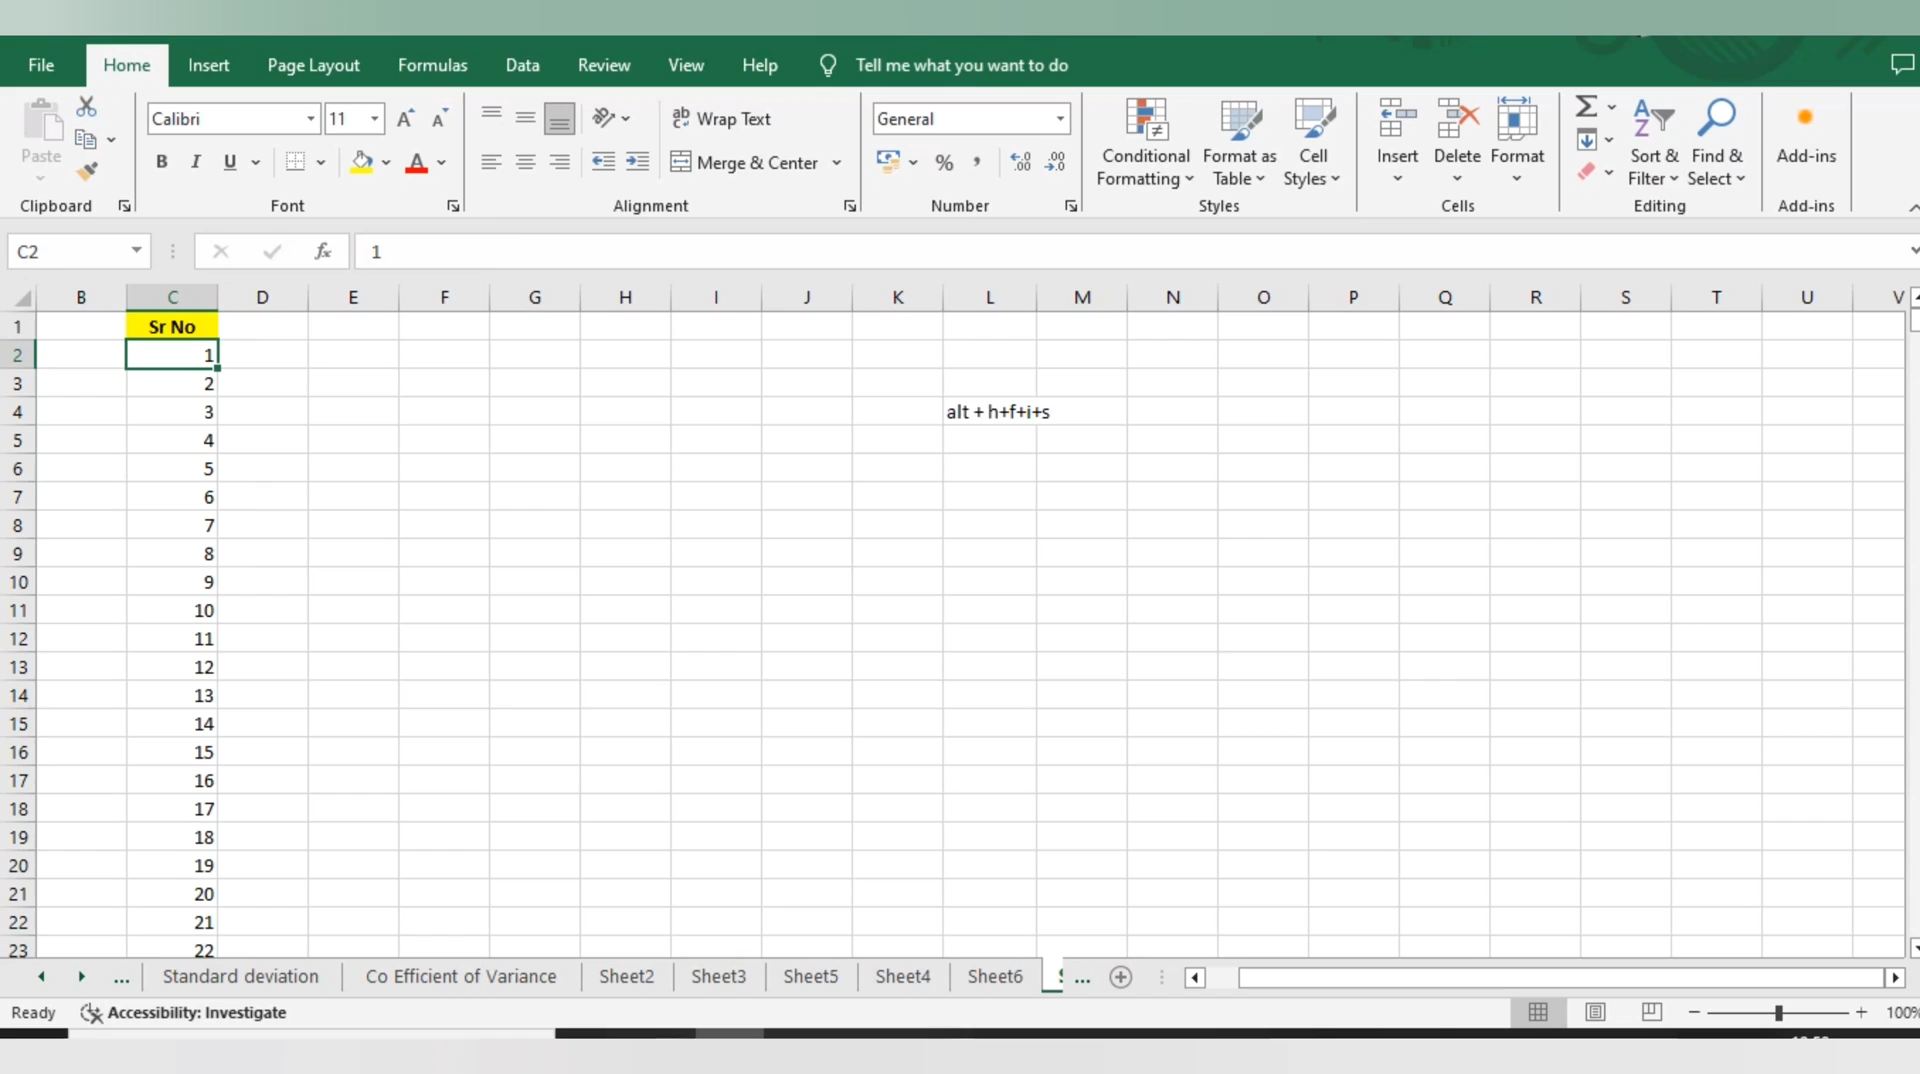 File Home Insert Page Layout Formulas Data Review View Help Tell me what you want to do
Paste
Clipboard
Calibri 11
B I U
Font
Wrap Text
Merge & Center
Alignment
General
%
Number
Conditional Formatting
Format as Table
Cell Styles
Styles
Insert Delete Format
Cells
Sort & Filter
Find & Select
Editing
Add-ins
Add-ins
C2 fx 1
B C D E F G H I J K L M N O P Q R S T U V
1 Sr No
2 1
3 2
4 3 alt + h+f+i+s
5 4
6 5
7 6
8 7
9 8
10 9
11 10
12 11
13 12
14 13
15 14
16 15
17 16
18 17
19 18
20 19
21 20
22 21
23 22
... Standard deviation Co Efficient of Variance Sheet2 Sheet3 Sheet5 Sheet4 Sheet6 ...
Ready Accessibility: Investigate 100%